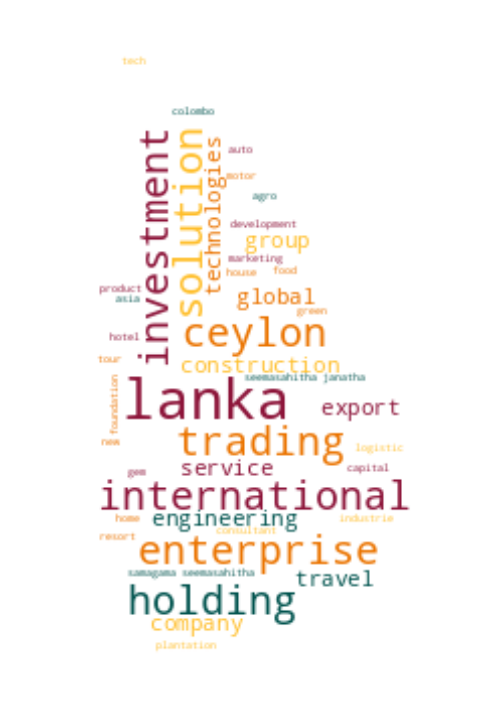 tech
colombo
investment
solution
technologies
auto
motor
agro
development
group
marketing
house food
product
asia
global
green
hotel
ceylon
tour
construction
seemasahitha janatha
foundation
lanka
export
new
trading
logistic
gem
service
capital
international
home
engineering
industrie
consultant
resort
enterprise
samagama seemasahitha
travel
holding
company
plantation